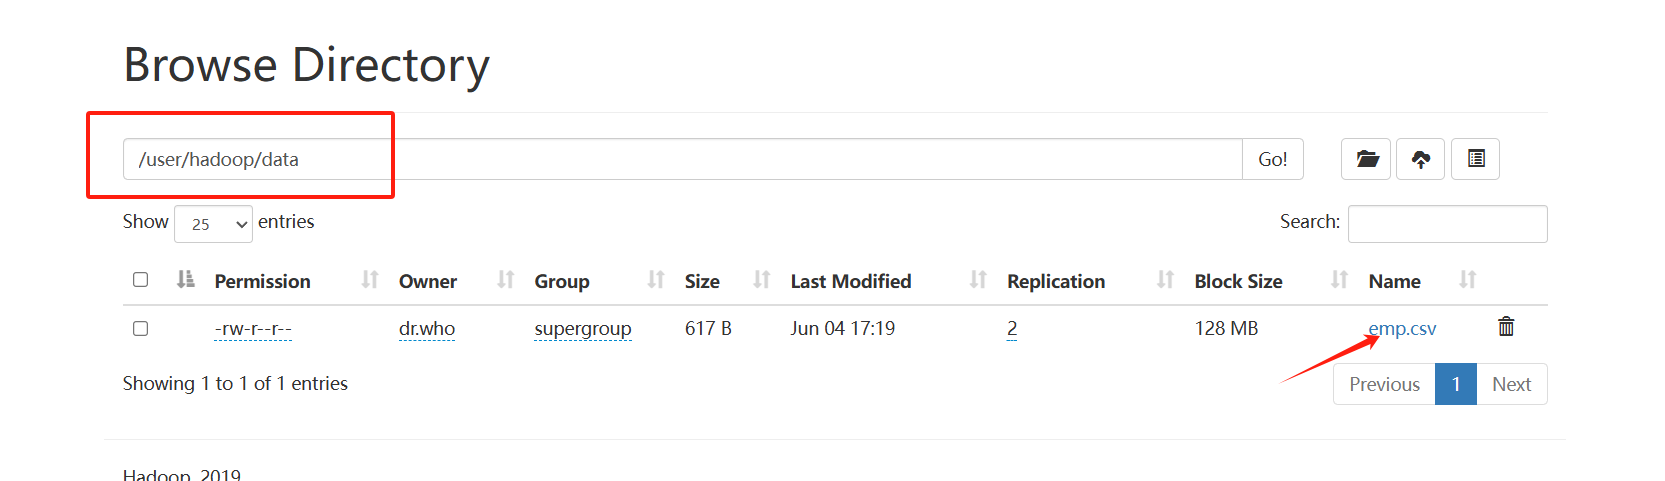 Browse Directory
/user/hadoop/data Go!
Show 25 entries Search:
Permission Owner Group Size Last Modified Replication Block Size Name
-rw-r--r-- dr.who supergroup 617 B Jun 04 17:19 2 128 MB emp.csv
Showing 1 to 1 of 1 entries Previous 1 Next
Hadoop, 2019.